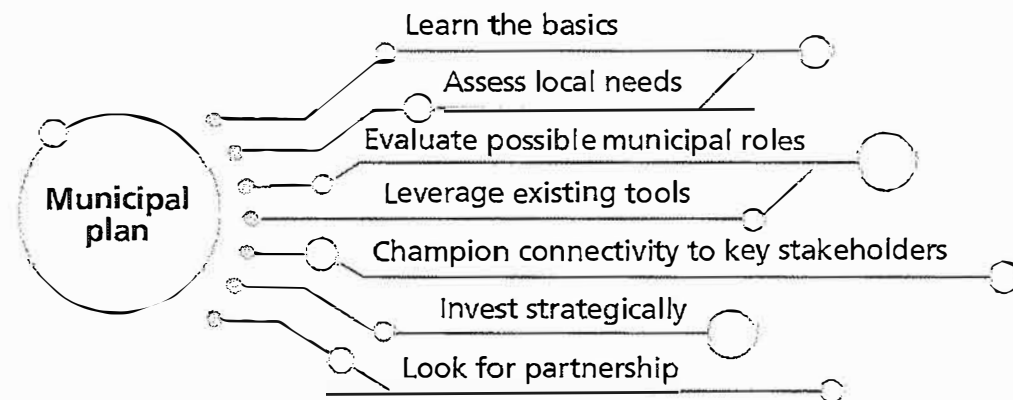 Municipal
plan
Learn the basics
Assess local needs
Evaluate possible municipal roles
Leverage existing tools
Champion connectivity to key stakeholders
Invest strategically
Look for partnership